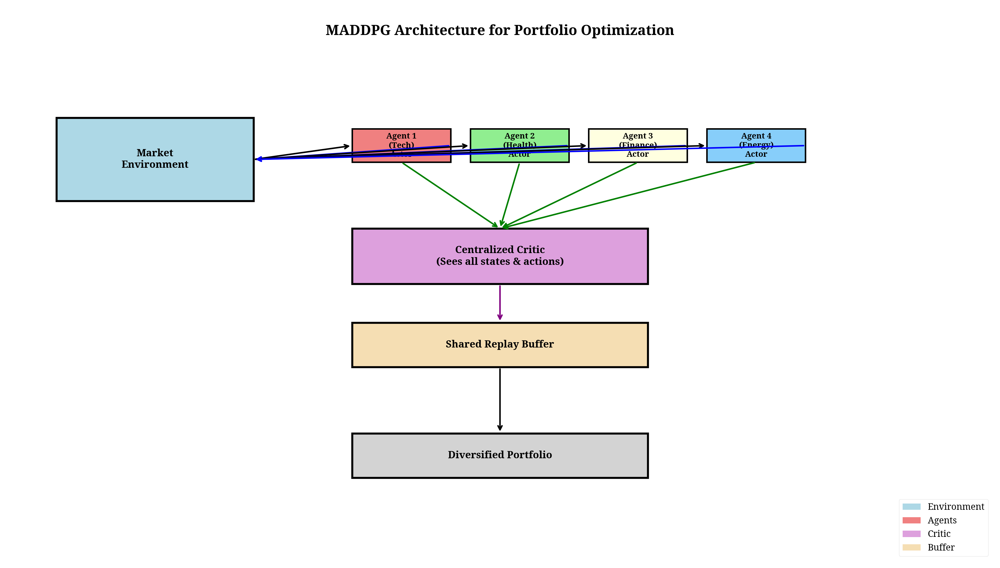 MADDPG Architecture for Portfolio Optimization
Market
Environment
Agent 1
(Tech)
Actor
Agent 2
(Health)
Actor
Agent 3
(Finance)
Actor
Agent 4
(Energy)
Actor
Centralized Critic
(Sees all states & actions)
Shared Replay Buffer
Diversified Portfolio
Environment
Agents
Critic
Buffer